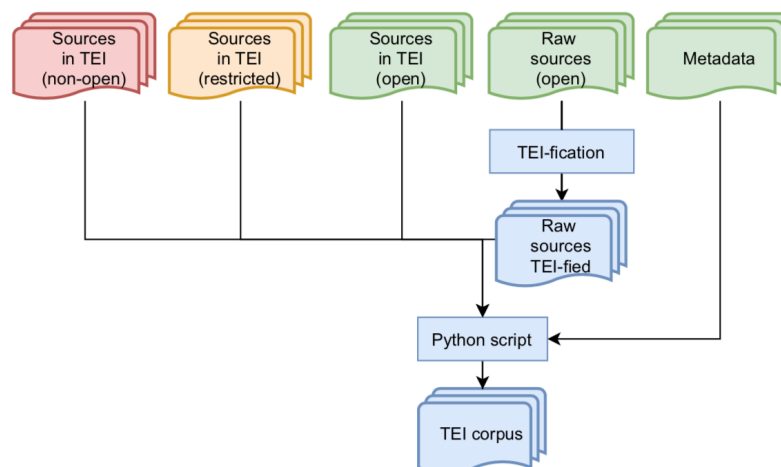 Sources
in TEI
(non-open)
Sources
in TEI
(restricted)
Sources
in TEI
(open)
Raw
sources
(open)
Metadata
TEI-fication
Raw
sources
TEI-fied
Python script
TEI corpus